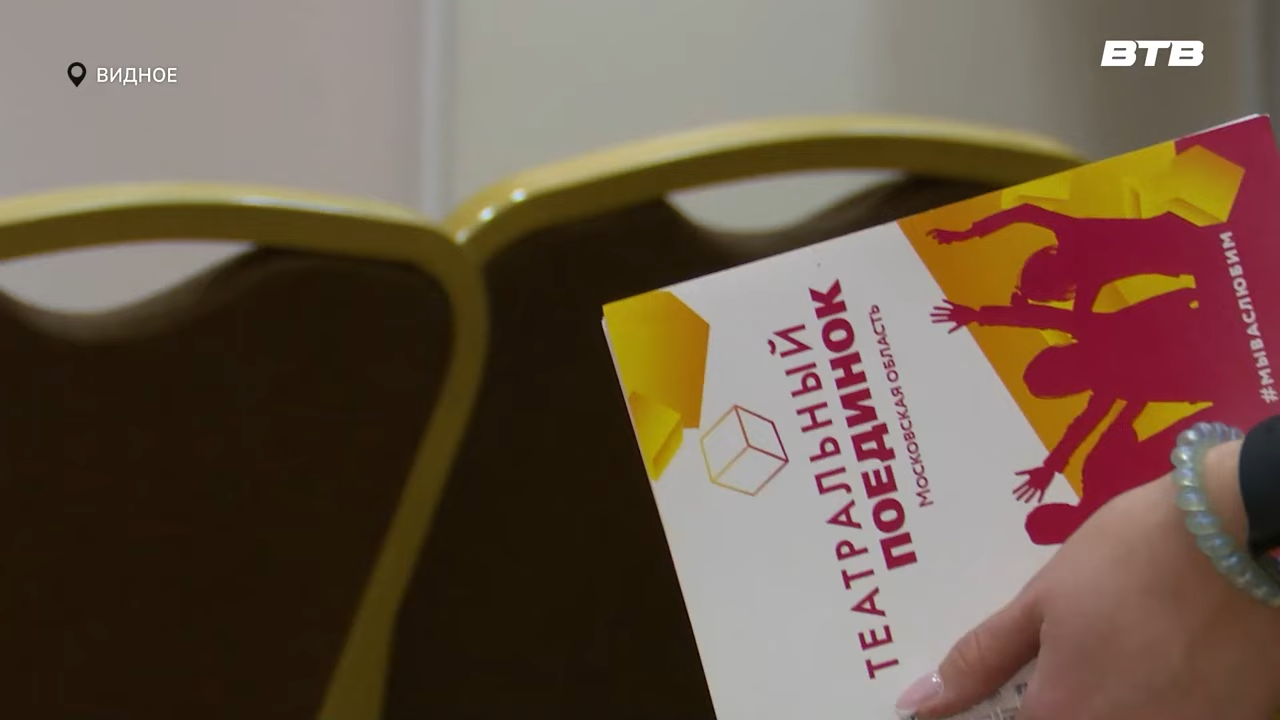 ВИДНОЕ
ВТВ
ТЕАТРАЛЬНЫЙ
ПОЕДИНОК
МОСКОВСКАЯ ОБЛАСТЬ
#МЫВАСЛЮБИМ